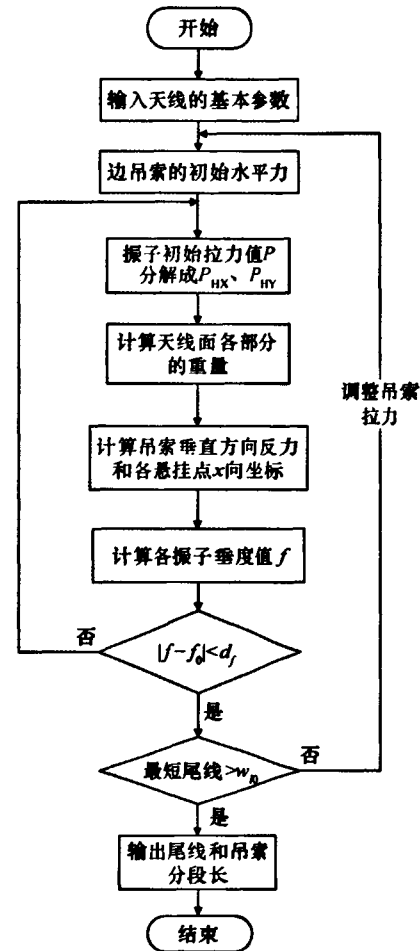 开始
输入天线的基本参数
边吊索的初始水平力
振子初始拉力值P
分解成P_HX、P_HY
计算天线面各部分
的重量
调整吊索
拉力
计算吊索垂直方向反力
和各悬挂点x向坐标
计算各振子垂度值f
否
|f-f₀|<d_f
是
最短尾线>w_l0
否
是
输出尾线和吊索
分段长
结束